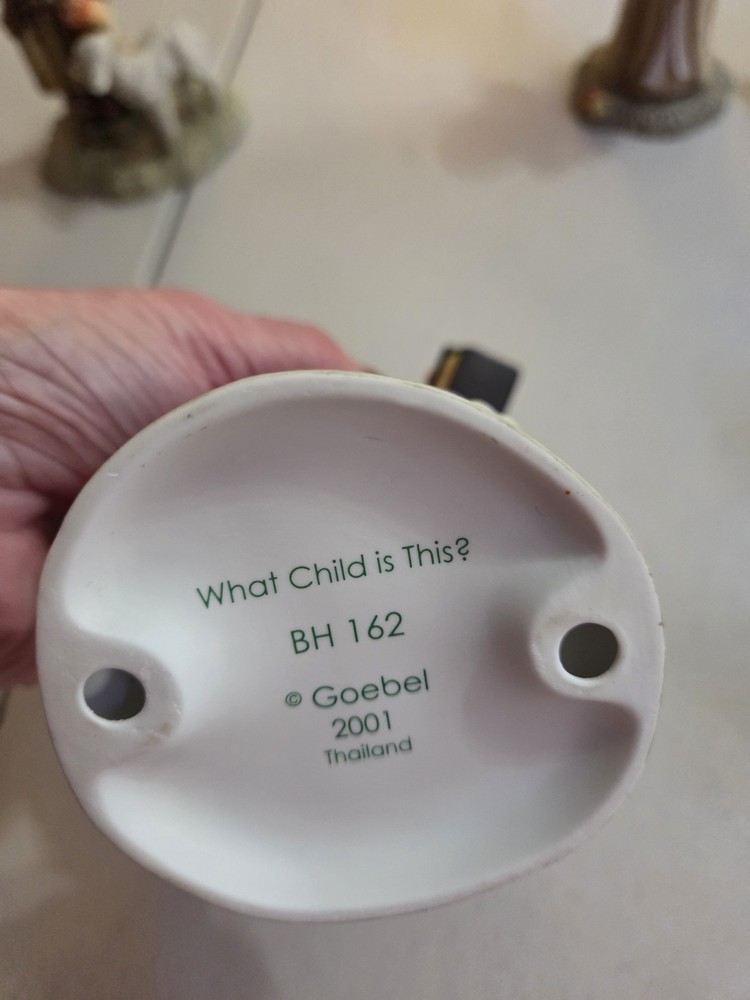 What Child is This?
BH 162
© Goebel
2001
Thailand